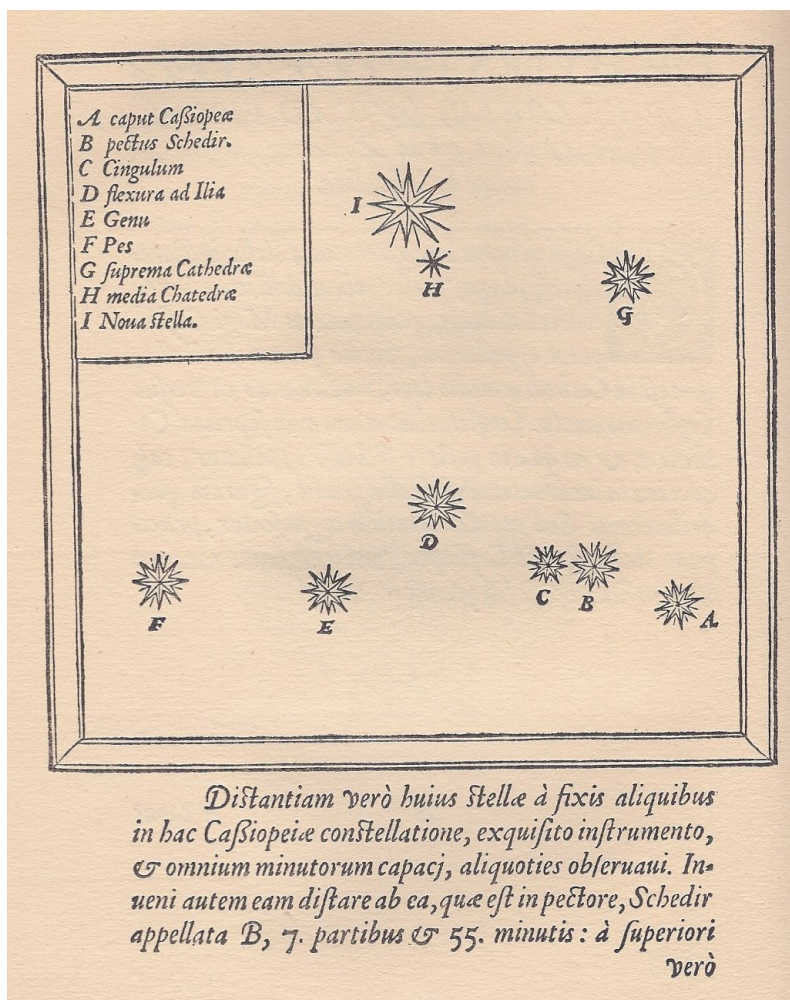 A caput Caſsiopeæ
B pectus Schedir.
C Cingulum
D flexura ad Ilia
E Genu
F Pes
G ſuprema Cathedræ
H media Chatedræ
I Noua stella.
I
H
G
D
C
B
A
F
E
Distantiam verò huius stellæ à fixis aliquibus
in hac Caſsiopeiæ constellatione, exquiſito inſtrumento,
& omnium minutorum capacj, aliquoties obſeruaui. In-
ueni autem eam diſtare ab ea, quæ eſt in pectore, Schedir
appellata B, 7. partibus & 55. minutis: à ſuperiori
verò